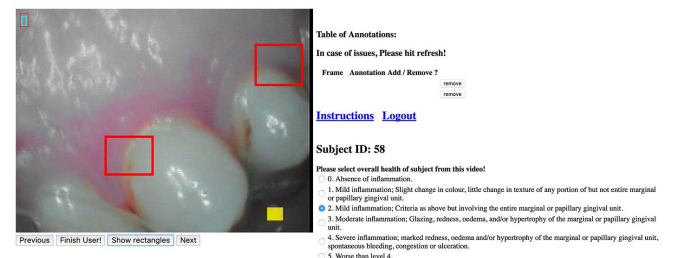 Table of Annotations:
In case of issues, Please hit refresh!
Frame Annotation Add / Remove ?
remove
remove
Instructions Logout
Subject ID: 58
Please select overall health of subject from this video!
0. Absence of inflammation.
1. Mild inflammation; Slight change in colour, little change in texture of any portion of but not entire marginal
or papillary gingival unit.
2. Mild inflammation; Criteria as above but involving the entire marginal or papillary gingival unit.
3. Moderate inflammation; Glazing, redness, oedema, and/or hypertrophy of the marginal or papillary gingival
unit.
4. Severe inflammation; marked redness, oedema and/or hypertrophy of the marginal or papillary gingival unit,
spontaneous bleeding, congestion or ulceration.
5. Worse than level 4.
Previous Finish User! Show rectangles Next